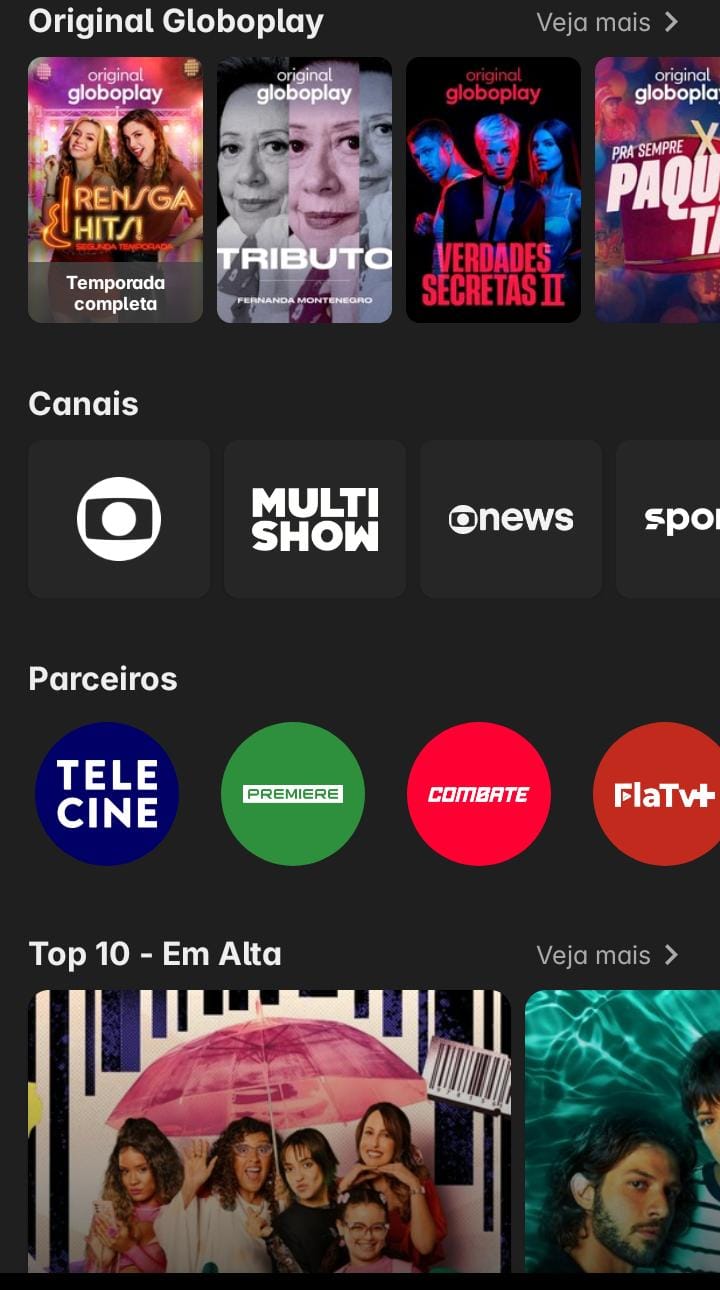 Original Globoplay
Veja mais
original
globoplay
RENSGA
HITS!
SEGUNDA TEMPORADA
Temporada
completa
original
globoplay
TRIBUTO
FERNANDA MONTENEGRO
original
globoplay
VERDADES
SECRETAS II
original
globoplay
PRA SEMPRE
PAQU
TA
Canais
MULTI
SHOW
news
spor
Parceiros
TELE
CINE
PREMIERE
COMBATE
FlaTv+
Top 10 - Em Alta
Veja mais